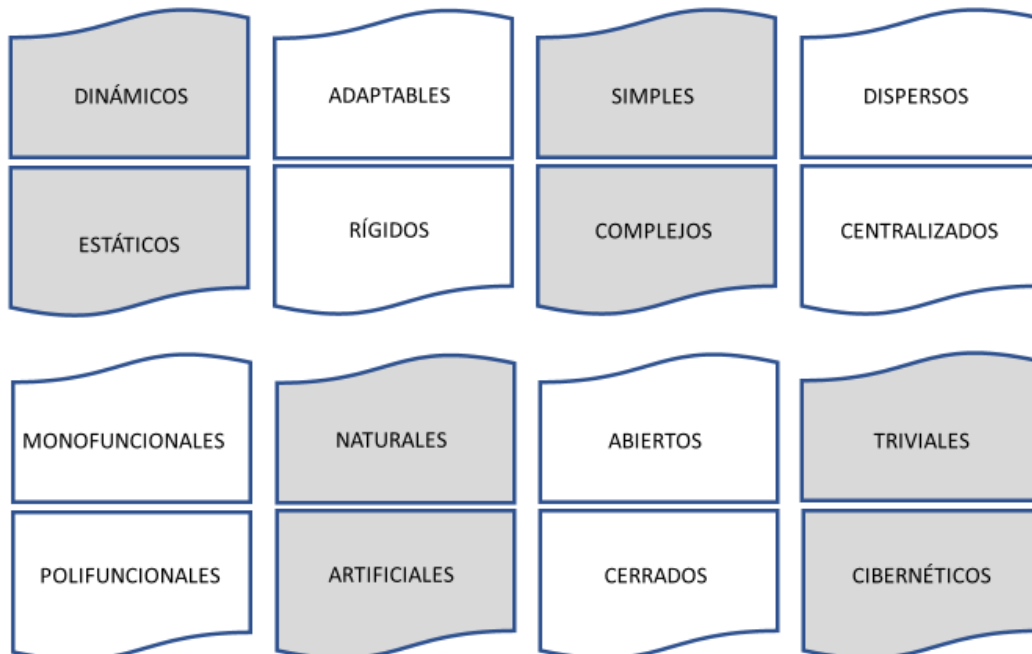 DINÁMICOS
ADAPTABLES
SIMPLES
DISPERSOS
ESTÁTICOS
RÍGIDOS
COMPLEJOS
CENTRALIZADOS
MONOFUNCIONALES
NATURALES
ABIERTOS
TRIVIALES
POLIFUNCIONALES
ARTIFICIALES
CERRADOS
CIBERNÉTICOS